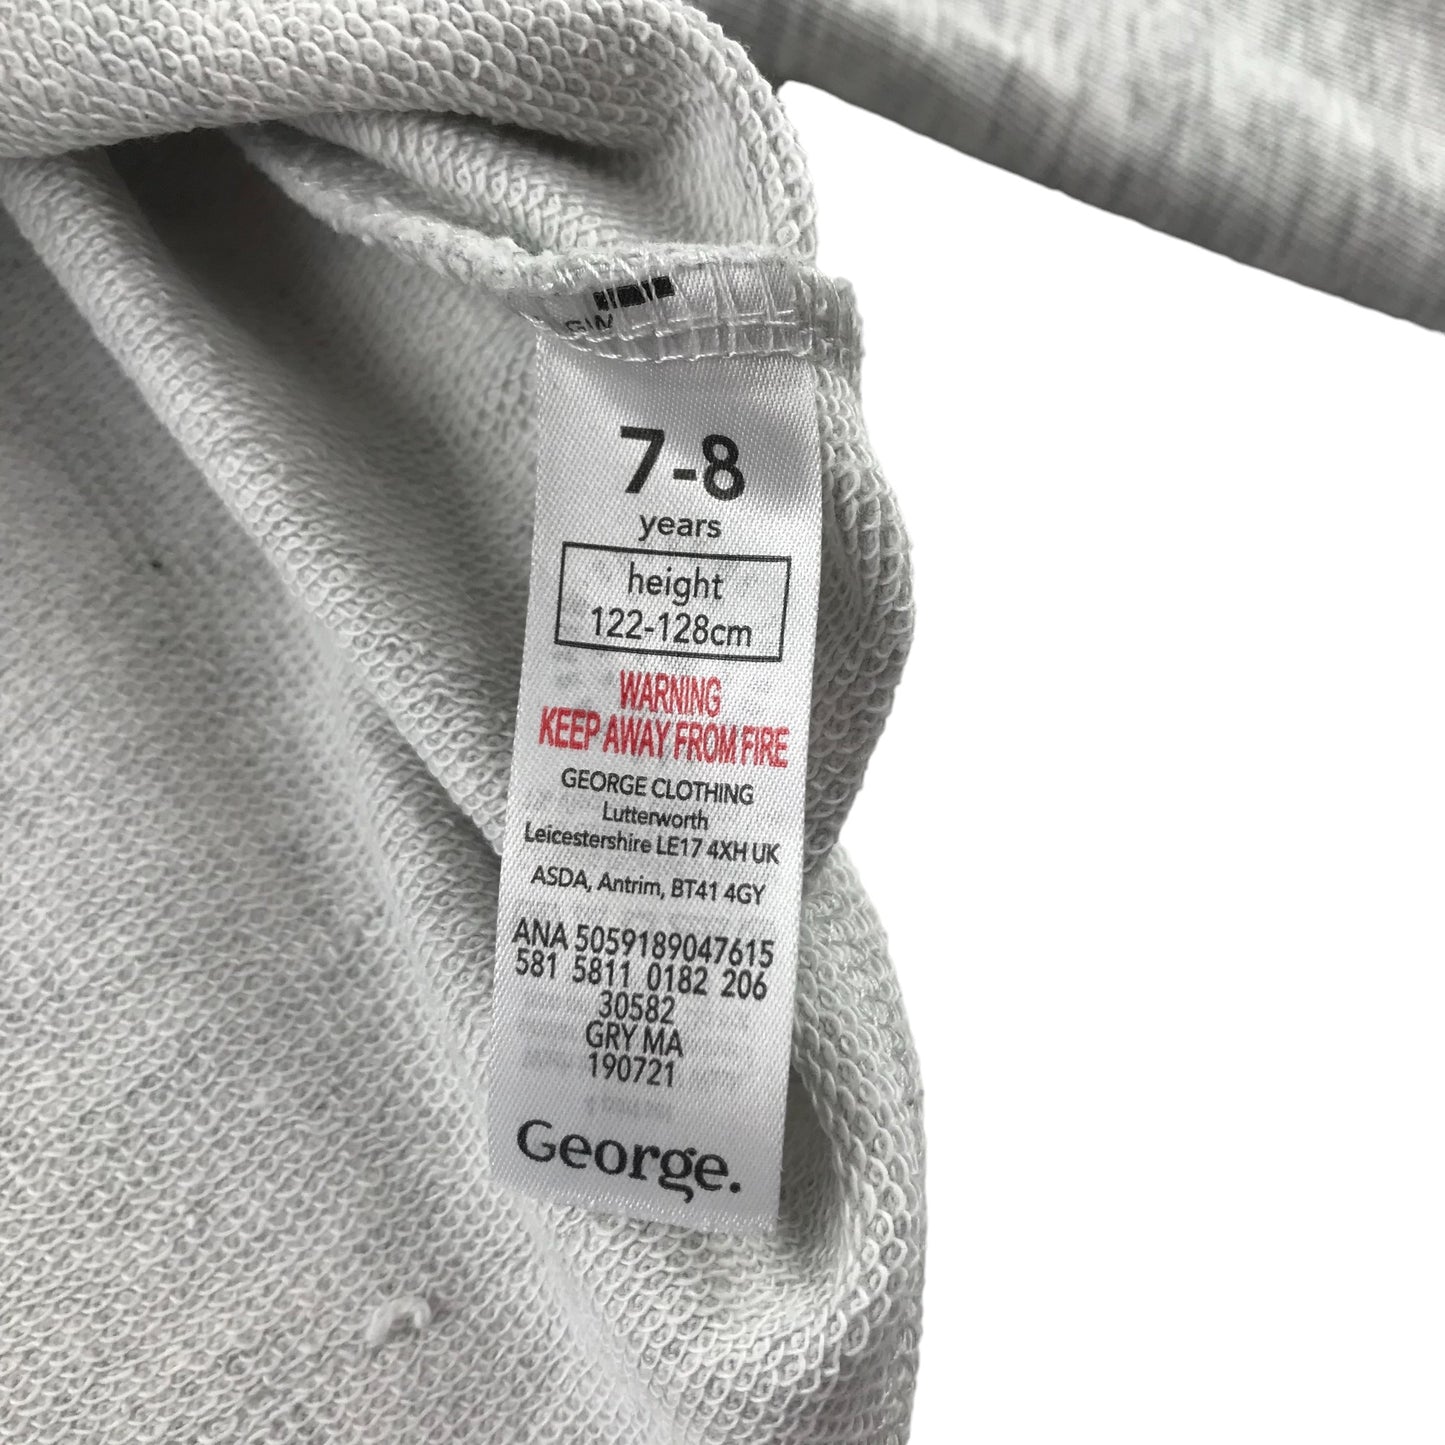 GW
7-8
years
height
122-128cm
WARNING
KEEP AWAY FROM FIRE
GEORGE CLOTHING
Lutterworth
Leicestershire LE17 4XH UK
ASDA, Antrim, BT41 4GY
ANA 5059189047615
581 5811 0182 206
30582
GRY MA
190721
George.